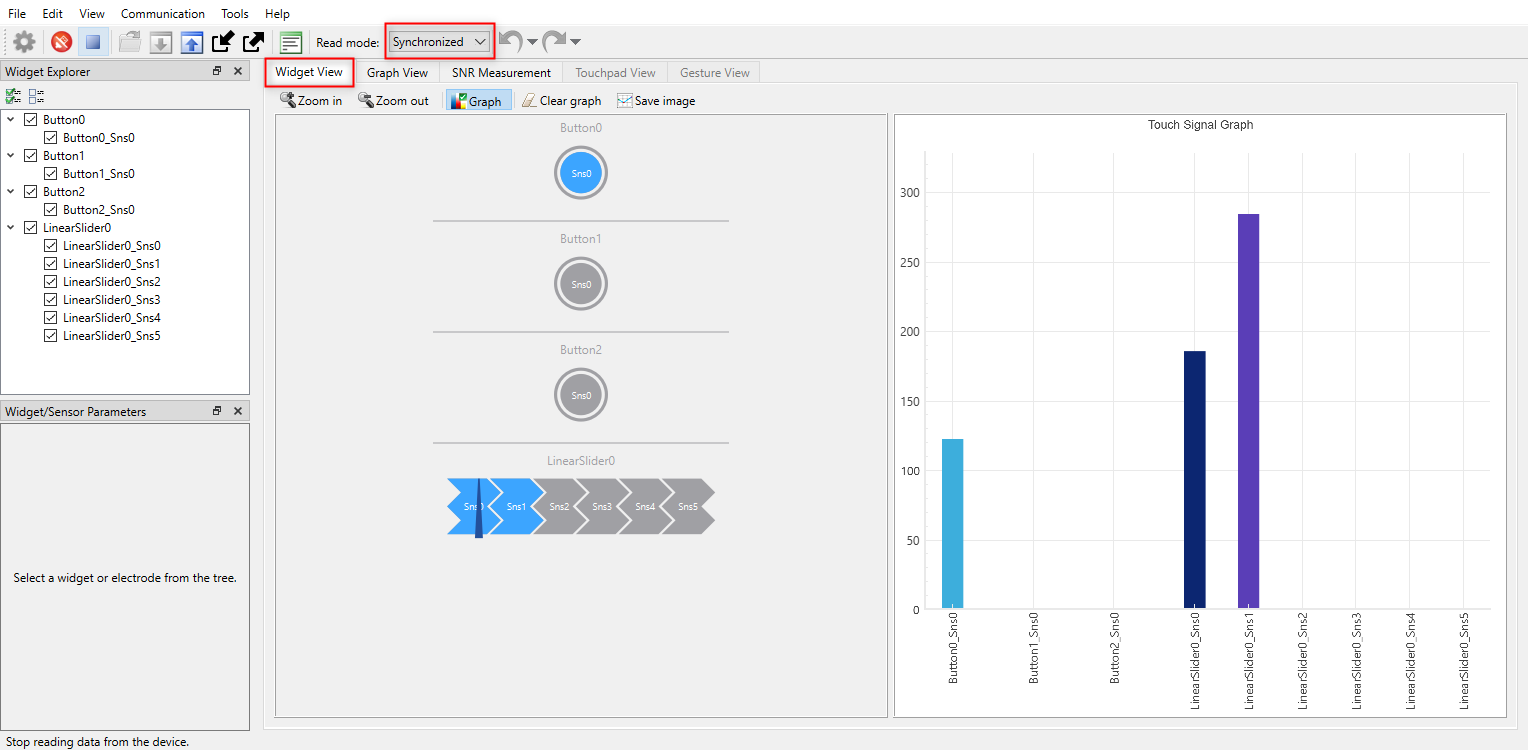 File Edit View Communication Tools Help
Read mode: Synchronized
Widget Explorer
Button0
Button0_Sns0
Button1
Button1_Sns0
Button2
Button2_Sns0
LinearSlider0
LinearSlider0_Sns0
LinearSlider0_Sns1
LinearSlider0_Sns2
LinearSlider0_Sns3
LinearSlider0_Sns4
LinearSlider0_Sns5
Widget/Sensor Parameters
Select a widget or electrode from the tree.
Widget View Graph View SNR Measurement Touchpad View Gesture View
Zoom in Zoom out Graph Clear graph Save image
Button0
Sns0
Button1
Sns0
Button2
Sns0
LinearSlider0
Sns0 Sns1 Sns2 Sns3 Sns4 Sns5
Touch Signal Graph
300
250
200
150
100
50
0
Button0_Sns0
Button1_Sns0
Button2_Sns0
LinearSlider0_Sns0
LinearSlider0_Sns1
LinearSlider0_Sns2
LinearSlider0_Sns3
LinearSlider0_Sns4
LinearSlider0_Sns5
Stop reading data from the device.